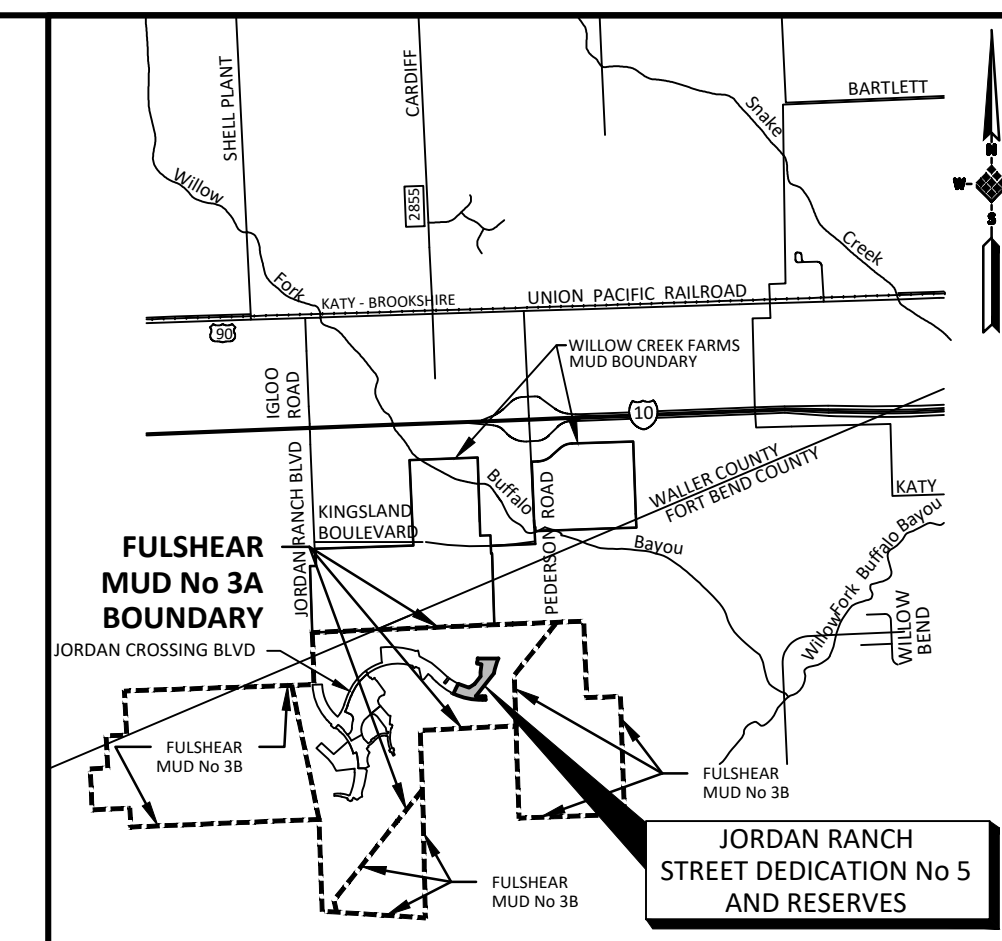 SHELL PLANT
CARDIFF
BARTLETT
Snake
Creek
Willow
Fork
2855
N
W
S
KATY - BROOKSHIRE
UNION PACIFIC RAILROAD
90
WILLOW CREEK FARMS
MUD BOUNDARY
IGLOO
ROAD
10
JORDAN RANCH BLVD
KINGSLAND
BOULEVARD
Buffalo
Bayou
PEDERSON ROAD
WALLER COUNTY
FORT BEND COUNTY
KATY
Willow Fork Buffalo Bayou
WILLOW
BEND
FULSHEAR
MUD No 3A
BOUNDARY
JORDAN CROSSING BLVD
FULSHEAR
MUD No 3B
FULSHEAR
MUD No 3B
FULSHEAR
MUD No 3B
JORDAN RANCH
STREET DEDICATION No 5
AND RESERVES